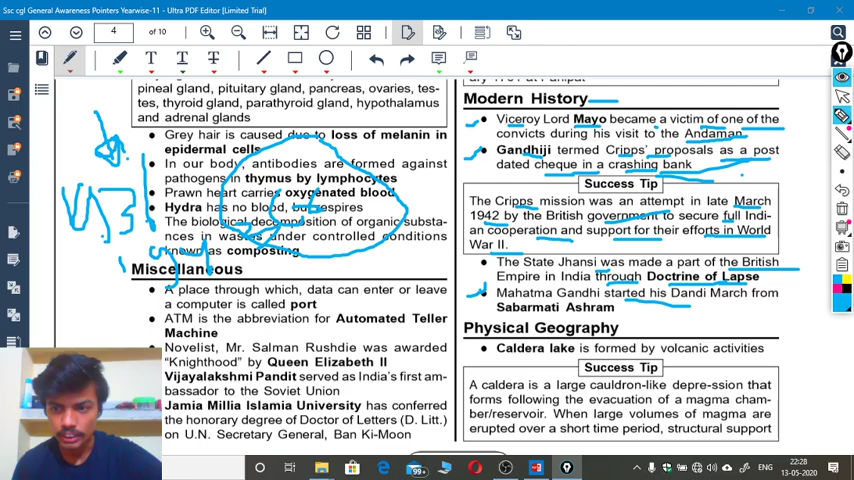 Ssc cgl General Awareness Pointers Yearwise-11 - Ultra PDF Editor [Limited Trial]
4
of 10
pineal gland, pituitary gland, pancreas, ovaries, tes-
tes, thyroid gland, parathyroid gland, hypothalamus
and adrenal glands
• Grey hair is caused due to loss of melanin in
epidermal cells
• In our body, antibodies are formed against
pathogens in thymus by lymphocytes
• Prawn heart carries oxygenated blood
• Hydra has no blood, but respires
The biological decomposition of organic substa-
nces in wastes under controlled conditions
known as composting
Miscellaneous
• A place through which, data can enter or leave
a computer is called port
• ATM is the abbreviation for Automated Teller
Machine
Novelist, Mr. Salman Rushdie was awarded
"Knighthood" by Queen Elizabeth II
Vijayalakshmi Pandit served as India's first am-
bassador to the Soviet Union
Jamia Millia Islamia University has conferred
the honorary degree of Doctor of Letters (D. Litt.)
on U.N. Secretary General, Ban Ki-Moon
Modern History
• Viceroy Lord Mayo became a victim of one of the
convicts during his visit to the Andaman
• Gandhiji termed Cripps' proposals as a post
dated cheque in a crashing bank
Success Tip
The Cripps mission was an attempt in late March
1942 by the British government to secure full Indi-
an cooperation and support for their efforts in World
War II.
• The State Jhansi was made a part of the British
Empire in India through Doctrine of Lapse
• Mahatma Gandhi started his Dandi March from
Sabarmati Ashram
Physical Geography
• Caldera lake is formed by volcanic activities
Success Tip
A caldera is a large cauldron-like depre-ssion that
forms following the evacuation of a magma cham-
ber/reservoir. When large volumes of magma are
erupted over a short time period, structural support
99+
ENG
22:28
13-05-2020